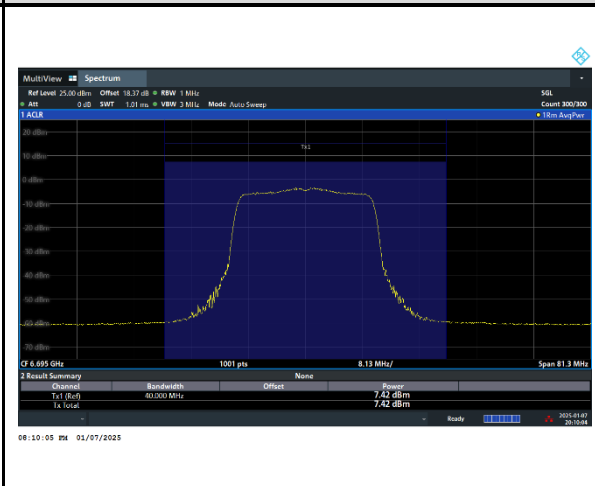 MultiView Spectrum
Ref Level 25.00 dBm Offset 18.37 dB RBW 1 MHz SGL
Att 0 dB SWT 1.01 ms VBW 3 MHz Mode Auto Sweep Count 300/300
1 ACLR 1Rm AvgPwr
20 dBm
Tx1
10 dBm
0 dBm
-10 dBm
-20 dBm
-30 dBm
-40 dBm
-50 dBm
-60 dBm
-70 dBm
CF 6.695 GHz 1001 pts 8.13 MHz/ Span 81.3 MHz
2 Result Summary None
Channel Bandwidth Offset Power
Tx1 (Ref) 40.000 MHz 7.42 dBm
Tx Total 7.42 dBm
Ready 2025-01-07
20:10:04
08:10:05 PM 01/07/2025